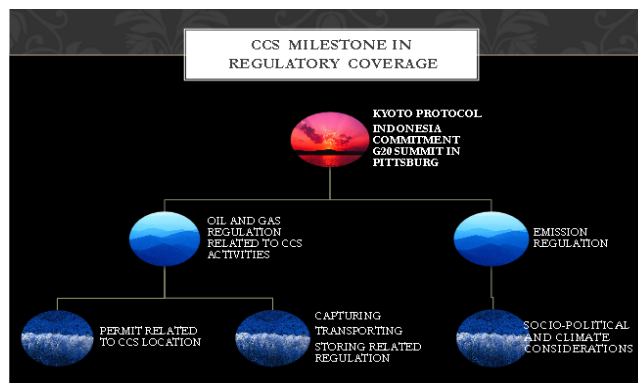 CCS MILESTONE IN
REGULATORY COVERAGE
KYOTO PROTOCOL
INDONESIA
COMMITMENT
G20 SUMMIT IN
PITTSBURG
OIL AND GAS
REGULATION
RELATED TO CCS
ACTIVITIES
EMISSION
REGULATION
PERMIT RELATED
TO CCS LOCATION
CAPTURING
TRANSPORTING
STORING RELATED
REGULATION
SOCIO-POLITICAL
AND CLIMATE
CONSIDERATIONS